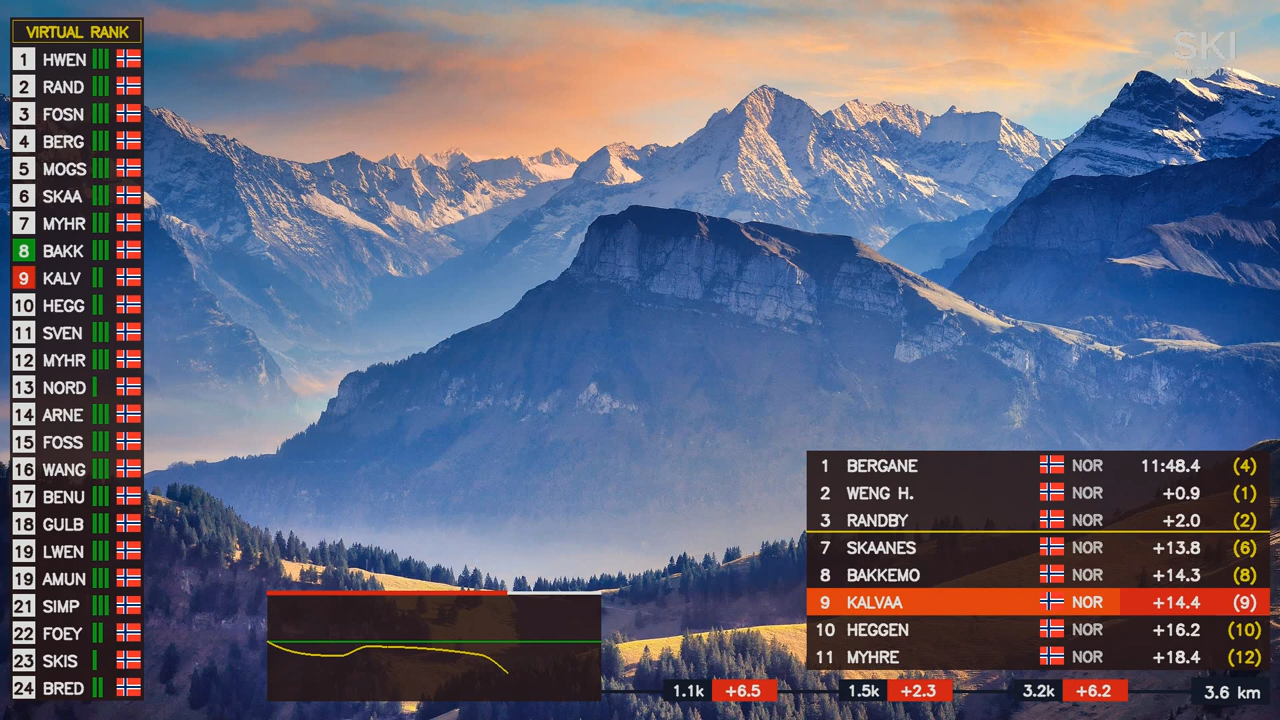 VIRTUAL RANK
1 HWEN
2 RAND
3 FOSN
4 BERG
5 MOGS
6 SKAA
7 MYHR
8 BAKK
9 KALV
10 HEGG
11 SVEN
12 MYHR
13 NORD
14 ARNE
15 FOSS
16 WANG
17 BENU
18 GULB
19 LWEN
19 AMUN
21 SIMP
22 FOEY
23 SKIS
24 BRED
SKI
1 BERGANE NOR 11:48.4 (4)
2 WENG H. NOR +0.9 (1)
3 RANDBY NOR +2.0 (2)
7 SKAANES NOR +13.8 (6)
8 BAKKEMO NOR +14.3 (8)
9 KALVAA NOR +14.4 (9)
10 HEGGEN NOR +16.2 (10)
11 MYHRE NOR +18.4 (12)
1.1k +6.5 1.5k +2.3 3.2k +6.2 3.6 km